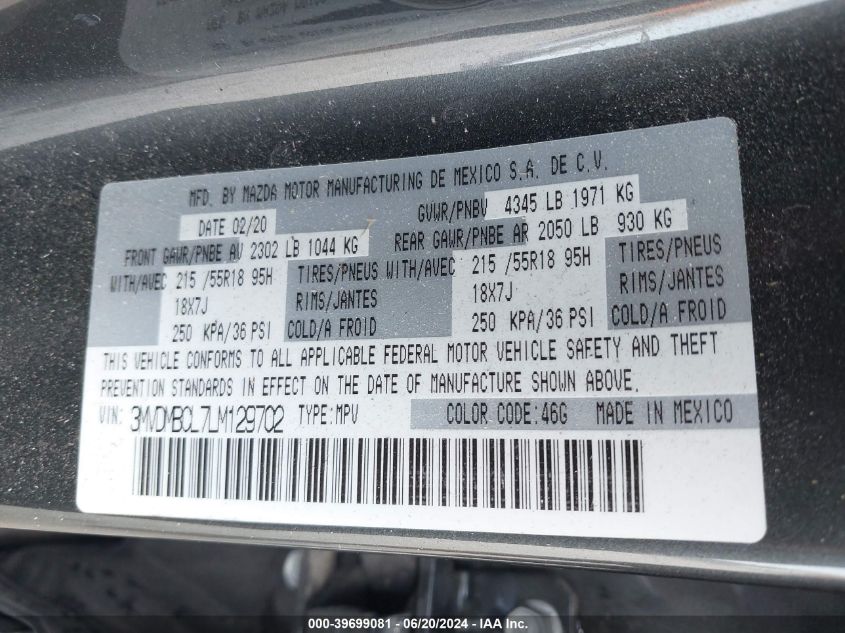 MFD. BY MAZDA MOTOR MANUFACTURING DE MEXICO S.A. DE C.V.
DATE 02/20 GVWR/PNBV 4345 LB 1971 KG
FRONT GAWR/PNBE AV 2302 LB 1044 KG REAR GAWR/PNBE AR 2050 LB 930 KG
WITH/AVEC 215 /55R18 95H TIRES/PNEUS WITH/AVEC 215 /55R18 95H TIRES/PNEUS
18X7J RIMS/JANTES 18X7J RIMS/JANTES
250 KPA/36 PSI COLD/A FROID 250 KPA/36 PSI COLD/A FROID
THIS VEHICLE CONFORMS TO ALL APPLICABLE FEDERAL MOTOR VEHICLE SAFETY AND THEFT
PREVENTION STANDARDS IN EFFECT ON THE DATE OF MANUFACTURE SHOWN ABOVE.
VIN: 3MVDMBCL7LM129702 TYPE:MPV COLOR CODE:46G MADE IN MEXICO
000-39699081 - 06/20/2024 - IAA Inc.